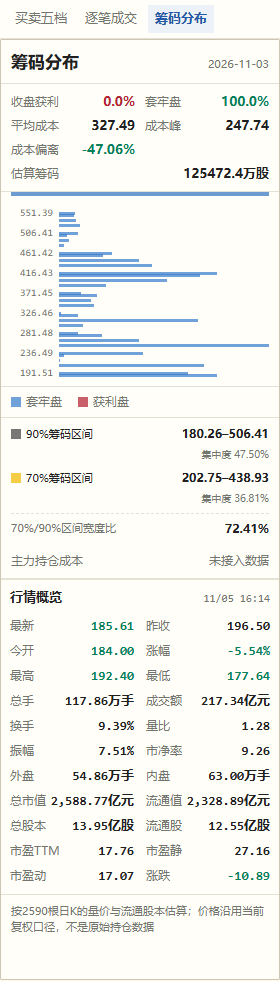 买卖五档 逐笔成交 筹码分布
筹码分布 2026-11-03
收盘获利 0.0% 套牢盘 100.0%
平均成本 327.49 成本峰 247.74
成本偏离 -47.06%
估算筹码 125472.4万股
551.39
506.41
461.42
416.43
371.45
326.46
281.48
236.49
191.51
套牢盘 获利盘
90%筹码区间 180.26–506.41
集中度 47.50%
70%筹码区间 202.75–438.93
集中度 36.81%
70%/90%区间宽度比 72.41%
主力持仓成本 未接入数据
行情概览 11/05 16:14
最新 185.61 昨收 196.50
今开 184.00 涨幅 -5.54%
最高 192.40 最低 177.64
总手 117.86万手 成交额 217.34亿元
换手 9.39% 量比 1.28
振幅 7.51% 市净率 9.26
外盘 54.86万手 内盘 63.00万手
总市值 2,588.77亿元 流通值 2,328.89亿元
总股本 13.95亿股 流通股 12.55亿股
市盈TTM 17.76 市盈静 27.16
市盈动 17.07 涨跌 -10.89
按2590根日K的量价与流通股本估算；价格沿用当前
复权口径，不是原始持仓数据